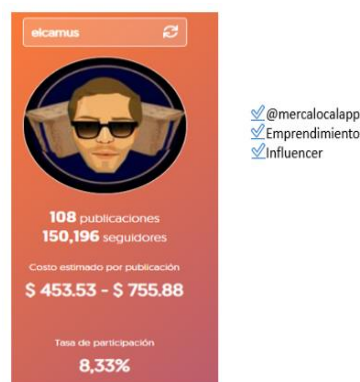 elcamus
108 publicaciones
150,196 seguidores
Costo estimado por publicación
$ 453.53 - $ 755.88
Tasa de participación
8,33%
@mercalocalapp
Emprendimiento
Influencer